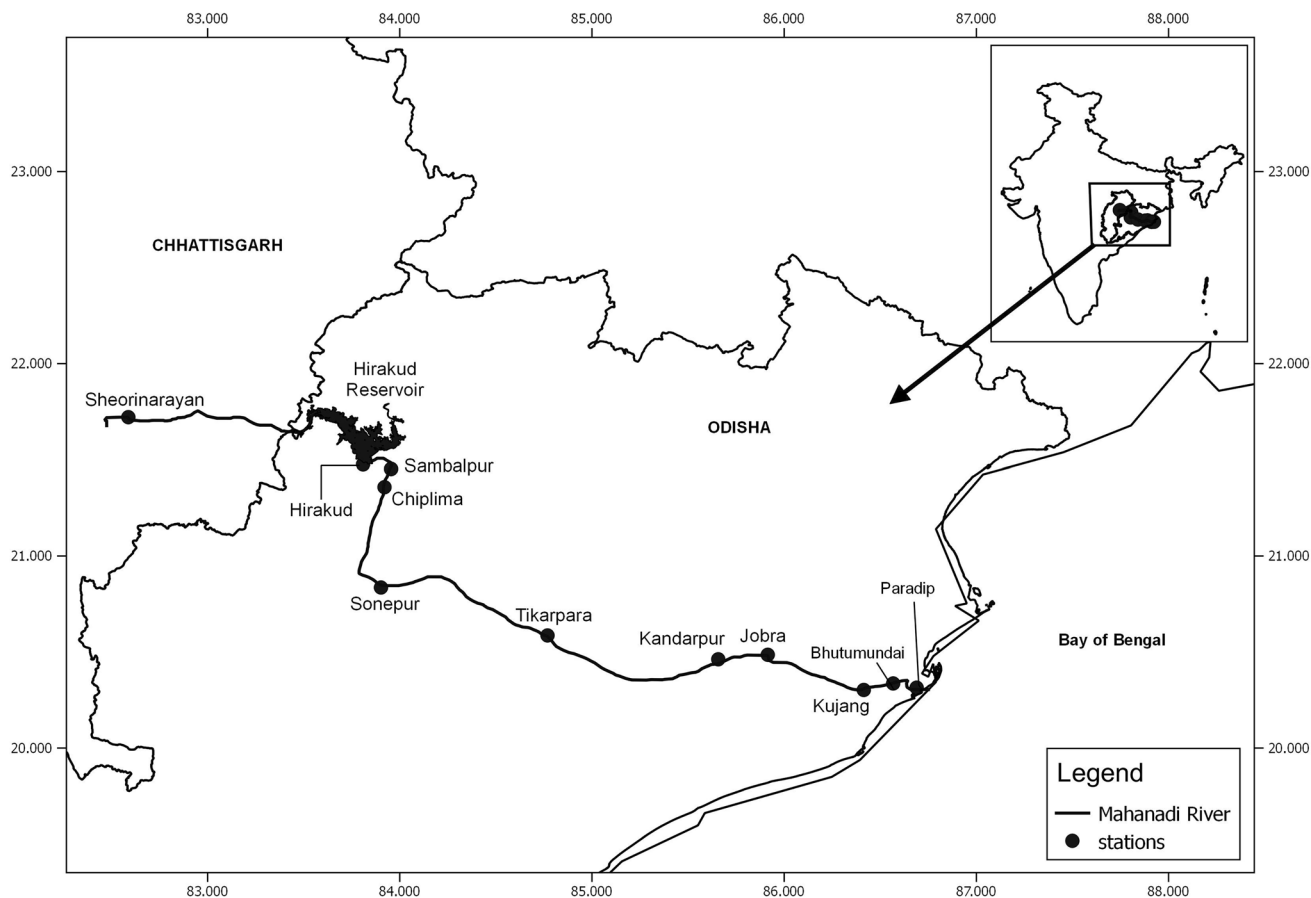 83.000 84.000 85.000 86.000 87.000 88.000
23.000 23.000
CHHATTISGARH
22.000 22.000
Hirakud
Reservoir
Sheorinarayan
ODISHA
Sambalpur
Chiplima
Hirakud
21.000 21.000
Paradip
Sonepur
Tikarpara
Kandarpur Jobra
Bhutumundai
Bay of Bengal
Kujang
20.000 20.000
Legend
Mahanadi River
stations
83.000 84.000 85.000 86.000 87.000 88.000